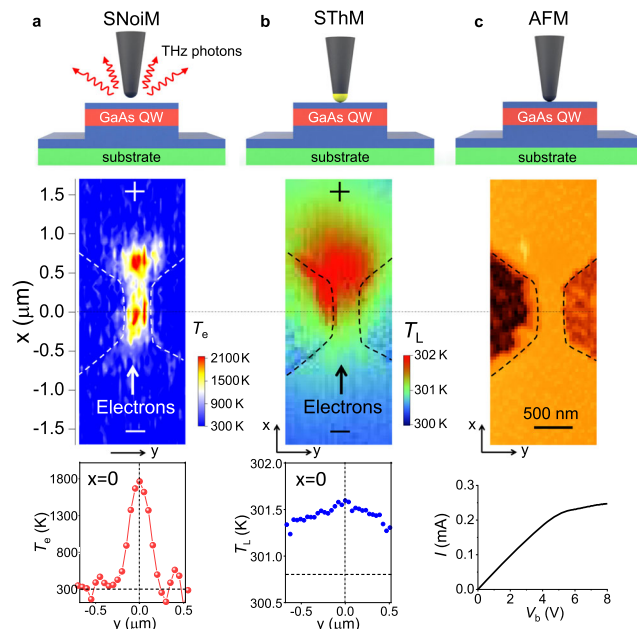 a SNoiM
THz photons
GaAs QW
substrate
b SThM
GaAs QW
substrate
c AFM
GaAs QW
substrate
x (μm)
1.5
1.0
0.5
0.0
-0.5
-1.0
-1.5
+
Te
2100 K
1500 K
900 K
300 K
Electrons
−
y
+
TL
302 K
301 K
300 K
Electrons
−
x
y
500 nm
x
y
x=0
Te (K)
1800
1300
800
300
-0.5 0.0 0.5
y (μm)
x=0
TL (K)
302.0
301.5
301.0
300.5
-0.5 0.0 0.5
y (μm)
I (mA)
0.3
0.2
0.1
0.0
0 2 4 6 8
Vb (V)